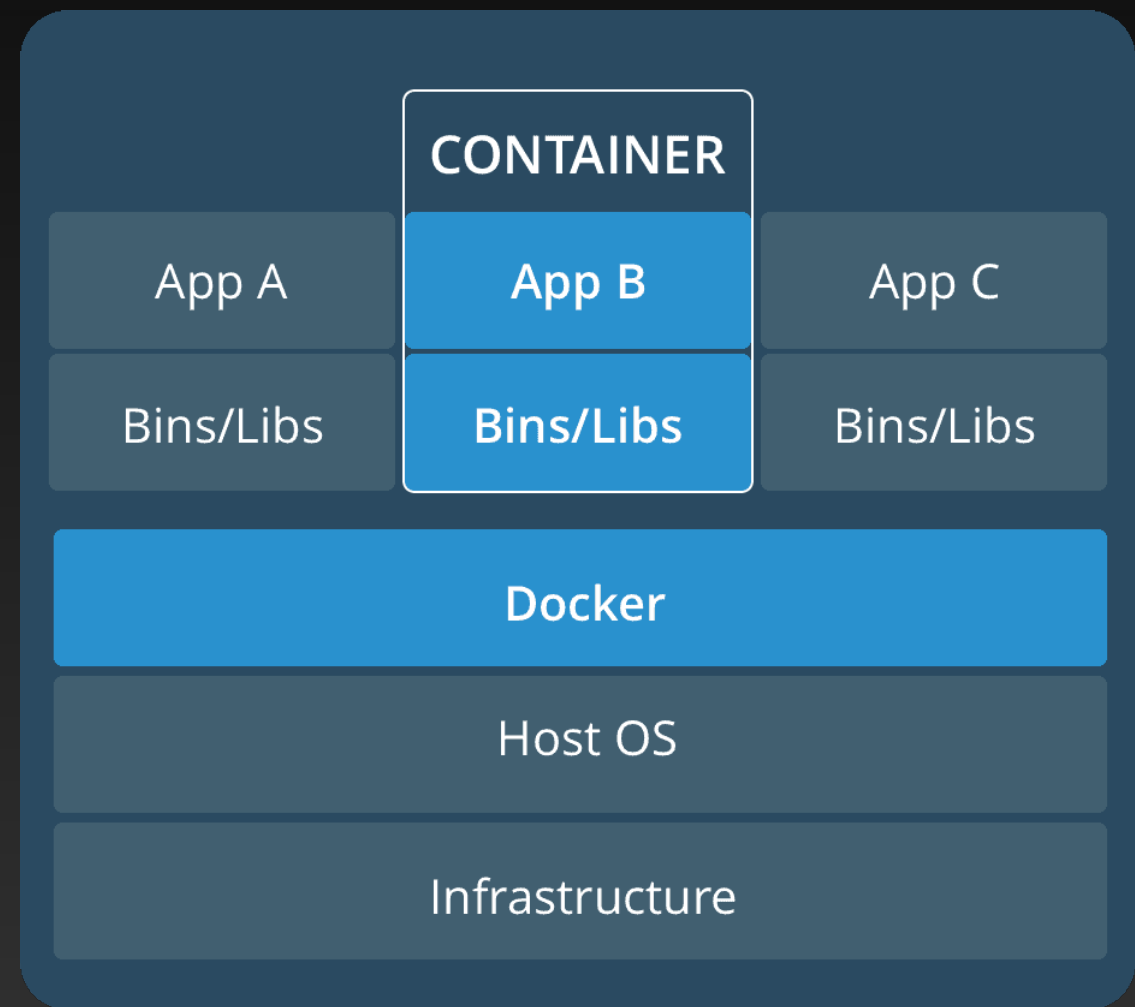 CONTAINER
App A
App B
App C
Bins/Libs
Bins/Libs
Bins/Libs
Docker
Host OS
Infrastructure